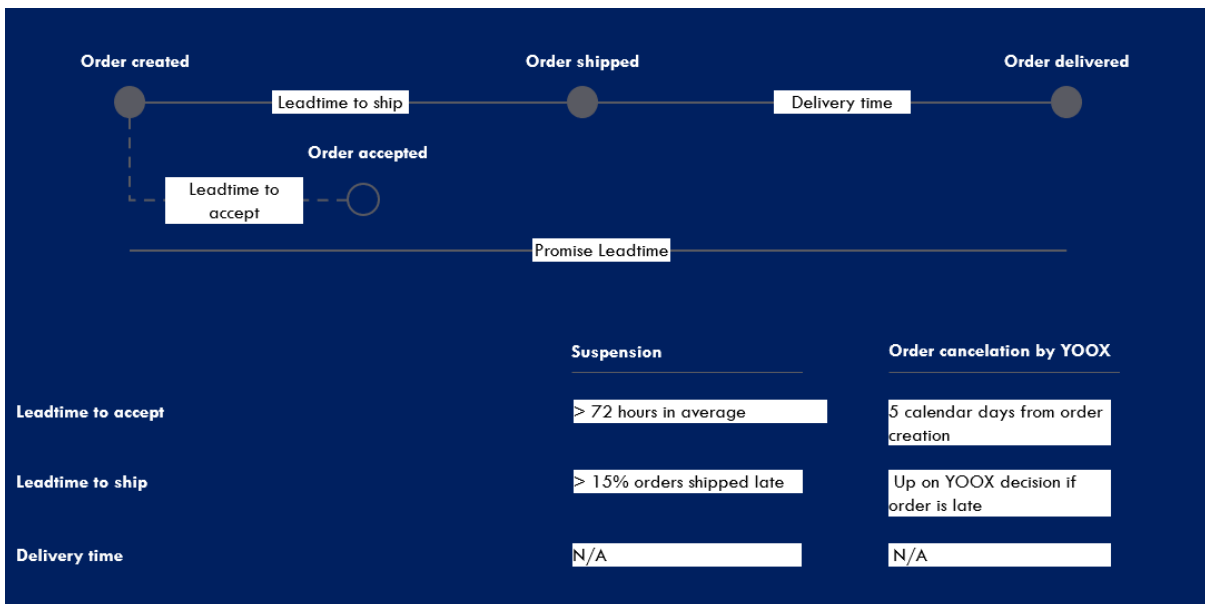 Order created
Order shipped
Order delivered
Leadtime to ship
Delivery time
Order accepted
Leadtime to
accept
Promise Leadtime
Suspension
Order cancelation by YOOX
Leadtime to accept
> 72 hours in average
5 calendar days from order
creation
Leadtime to ship
> 15% orders shipped late
Up on YOOX decision if
order is late
Delivery time
N/A
N/A